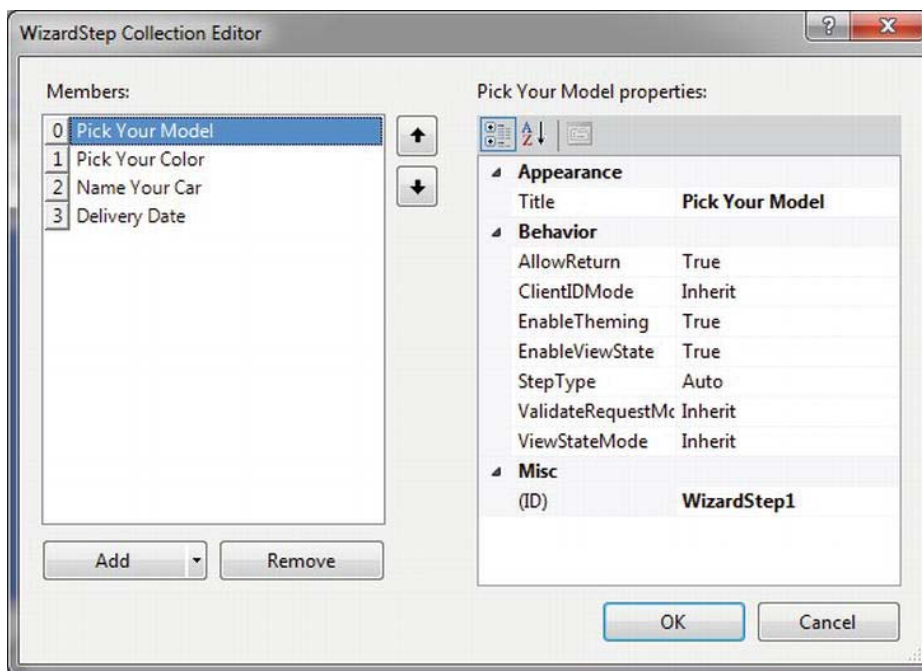 WizardStep Collection Editor
Members:
0 Pick Your Model
1 Pick Your Color
2 Name Your Car
3 Delivery Date
Add
Remove
Pick Your Model properties:
Appearance
Title Pick Your Model
Behavior
AllowReturn True
ClientIDMode Inherit
EnableTheming True
EnableViewState True
StepType Auto
ValidateRequestMo Inherit
ViewStateMode Inherit
Misc
(ID) WizardStep1
OK
Cancel